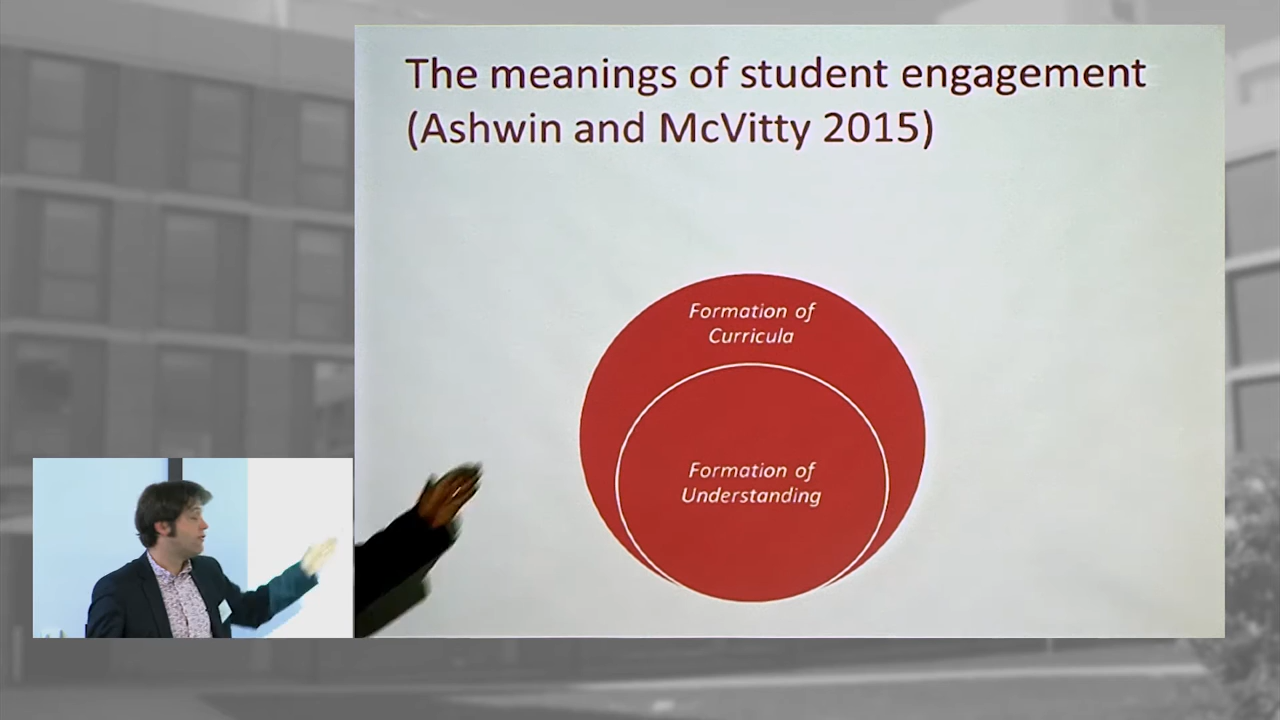 The meanings of student engagement
(Ashwin and McVitty 2015)
Formation of
Curricula
Formation of
Understanding